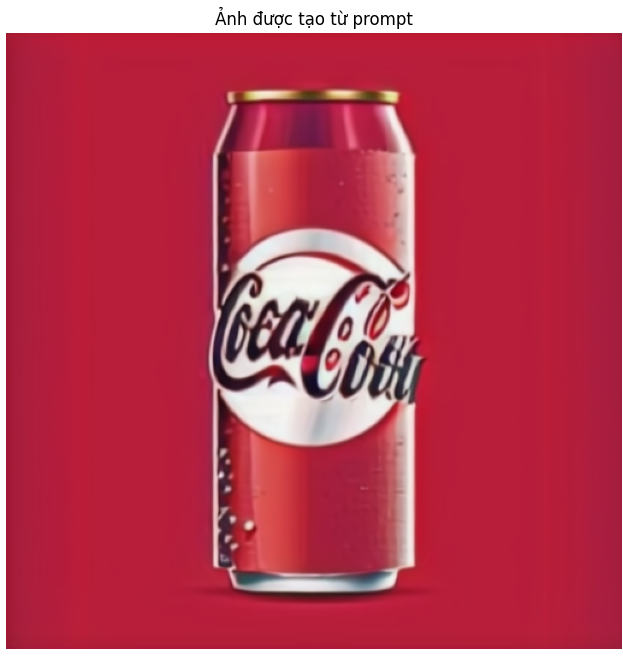 Ảnh được tạo từ prompt
Coca